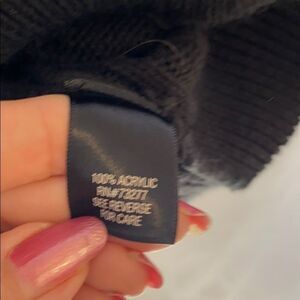 100% ACRYLIC
RN# 73277
SEE REVERSE
FOR CARE